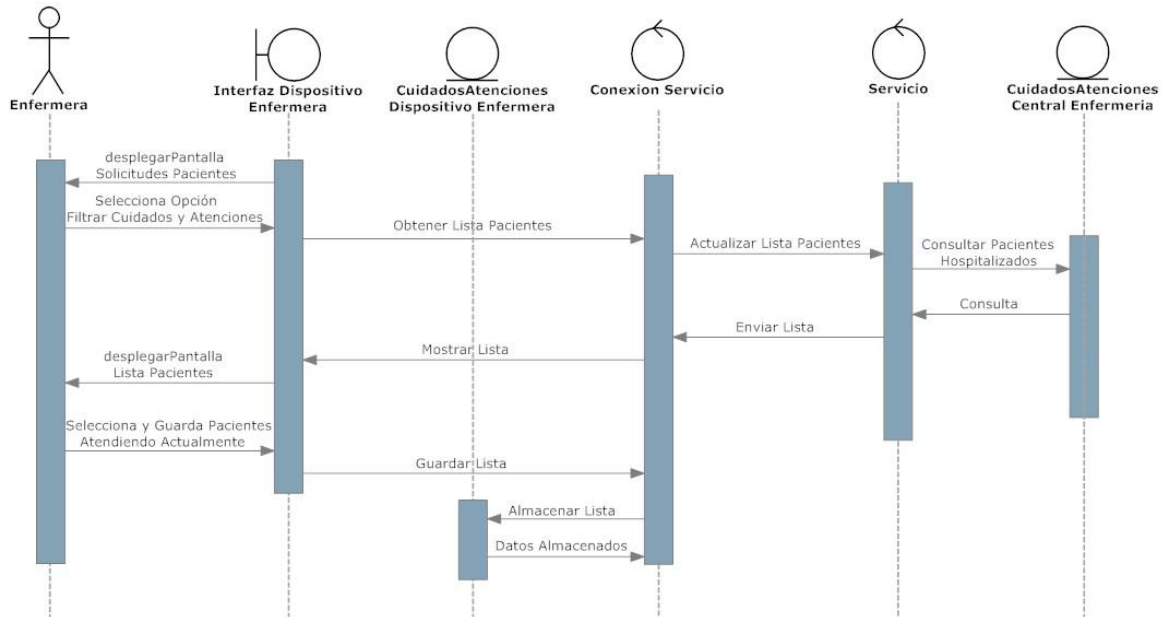 Enfermera
Interfaz Dispositivo
Enfermera
CuidadosAtenciones
Dispositivo Enfermera
Conexion Servicio
Servicio
CuidadosAtenciones
Central Enfermeria
desplegarPantalla
Solicitudes Pacientes
Selecciona Opción
Filtrar Cuidados y Atenciones
Obtener Lista Pacientes
Actualizar Lista Pacientes
Consultar Pacientes
Hospitalizados
Consulta
Enviar Lista
Mostrar Lista
desplegarPantalla
Lista Pacientes
Selecciona y Guarda Pacientes
Atendiendo Actualmente
Guardar Lista
Almacenar Lista
Datos Almacenados